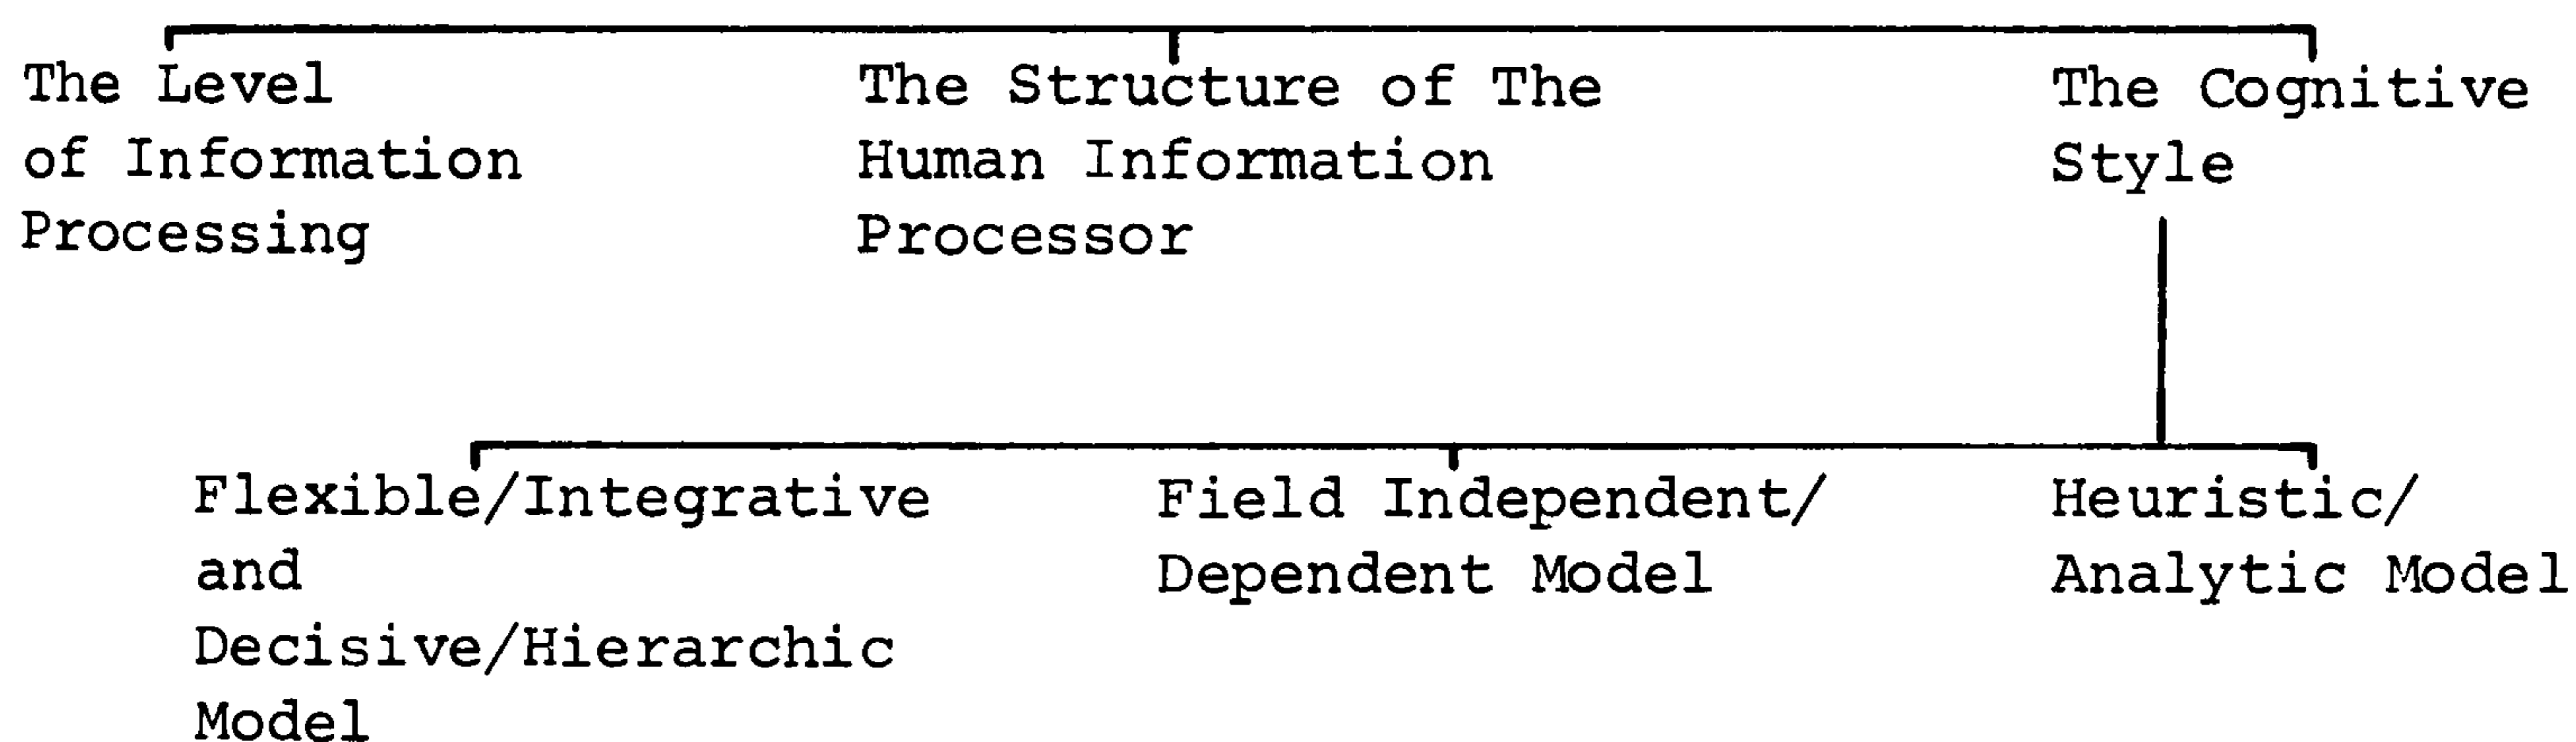 The Level
of Information
Processing
The Structure of The
Human Information
Processor
The Cognitive
Style
Flexible/Integrative
and
Decisive/Hierarchic
Model
Field Independent/
Dependent Model
Heuristic/
Analytic Model